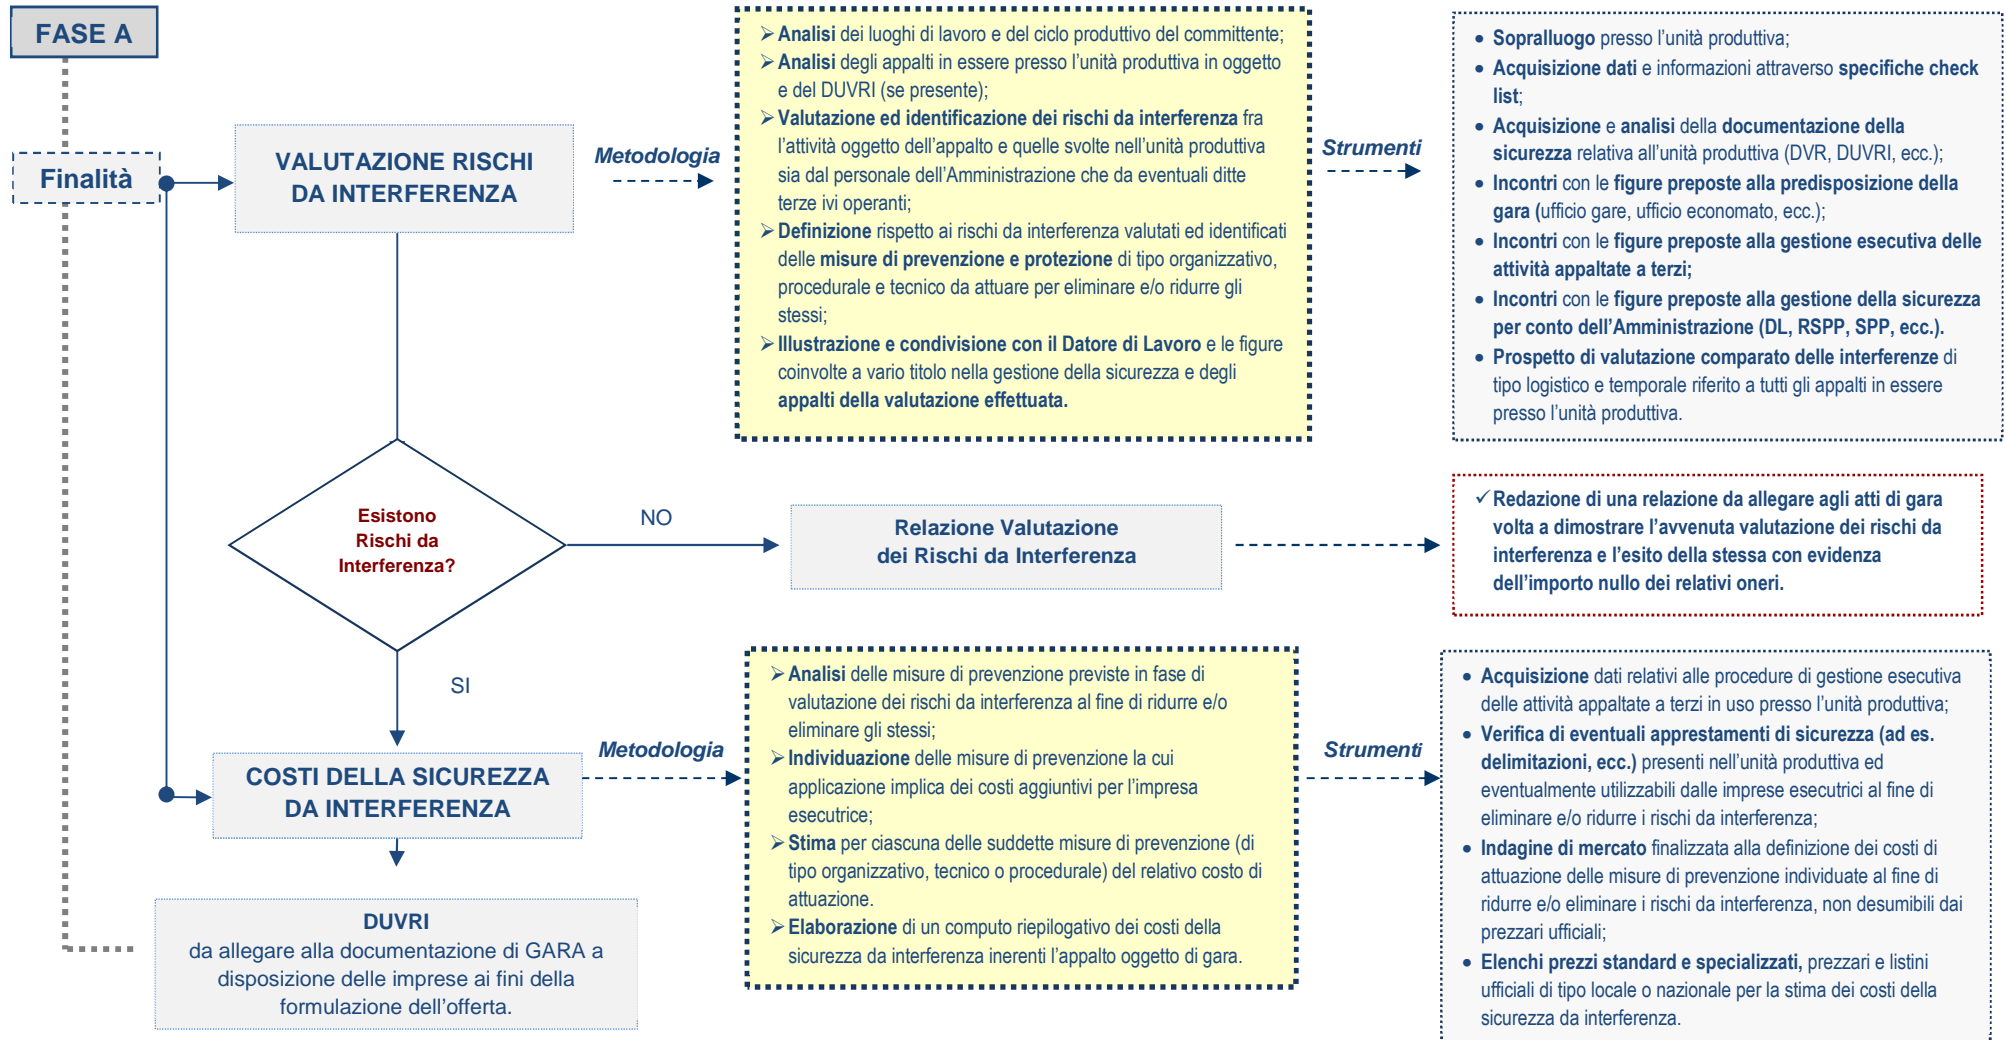 FASE A
Finalità
VALUTAZIONE RISCHI
DA INTERFERENZA
Metodologia
➢ Analisi dei luoghi di lavoro e del ciclo produttivo del committente;
➢ Analisi degli appalti in essere presso l’unità produttiva in oggetto
e del DUVRI (se presente);
➢ Valutazione ed identificazione dei rischi da interferenza fra
l’attività oggetto dell’appalto e quelle svolte nell’unità produttiva
sia dal personale dell’Amministrazione che da eventuali ditte
terze ivi operanti;
➢ Definizione rispetto ai rischi da interferenza valutati ed identificati
delle misure di prevenzione e protezione di tipo organizzativo,
procedurale e tecnico da attuare per eliminare e/o ridurre gli
stessi;
➢ Illustrazione e condivisione con il Datore di Lavoro e le figure
coinvolte a vario titolo nella gestione della sicurezza e degli
appalti della valutazione effettuata.
Strumenti
• Sopralluogo presso l’unità produttiva;
• Acquisizione dati e informazioni attraverso specifiche check
list;
• Acquisizione e analisi della documentazione della
sicurezza relativa all’unità produttiva (DVR, DUVRI, ecc.);
• Incontri con le figure preposte alla predisposizione della
gara (ufficio gare, ufficio economato, ecc.);
• Incontri con le figure preposte alla gestione esecutiva delle
attività appaltate a terzi;
• Incontri con le figure preposte alla gestione della sicurezza
per conto dell’Amministrazione (DL, RSPP, SPP, ecc.).
• Prospetto di valutazione comparato delle interferenze di
tipo logistico e temporale riferito a tutti gli appalti in essere
presso l’unità produttiva.
Esistono
Rischi da
Interferenza?
NO
Relazione Valutazione
dei Rischi da Interferenza
✓ Redazione di una relazione da allegare agli atti di gara
volta a dimostrare l’avvenuta valutazione dei rischi da
interferenza e l’esito della stessa con evidenza
dell’importo nullo dei relativi oneri.
SI
COSTI DELLA SICUREZZA
DA INTERFERENZA
Metodologia
➢ Analisi delle misure di prevenzione previste in fase di
valutazione dei rischi da interferenza al fine di ridurre e/o
eliminare gli stessi;
➢ Individuazione delle misure di prevenzione la cui
applicazione implica dei costi aggiuntivi per l’impresa
esecutrice;
➢ Stima per ciascuna delle suddette misure di prevenzione (di
tipo organizzativo, tecnico o procedurale) del relativo costo di
attuazione.
➢ Elaborazione di un computo riepilogativo dei costi della
sicurezza da interferenza inerenti l’appalto oggetto di gara.
Strumenti
• Acquisizione dati relativi alle procedure di gestione esecutiva
delle attività appaltate a terzi in uso presso l’unità produttiva;
• Verifica di eventuali apprestamenti di sicurezza (ad es.
delimitazioni, ecc.) presenti nell’unità produttiva ed
eventualmente utilizzabili dalle imprese esecutrici al fine di
eliminare e/o ridurre i rischi da interferenza;
• Indagine di mercato finalizzata alla definizione dei costi di
attuazione delle misure di prevenzione individuate al fine di
ridurre e/o eliminare i rischi da interferenza, non desumibili dai
prezzari ufficiali;
• Elenchi prezzi standard e specializzati, prezzari e listini
ufficiali di tipo locale o nazionale per la stima dei costi della
sicurezza da interferenza.
DUVRI
da allegare alla documentazione di GARA a
disposizione delle imprese ai fini della
formulazione dell’offerta.